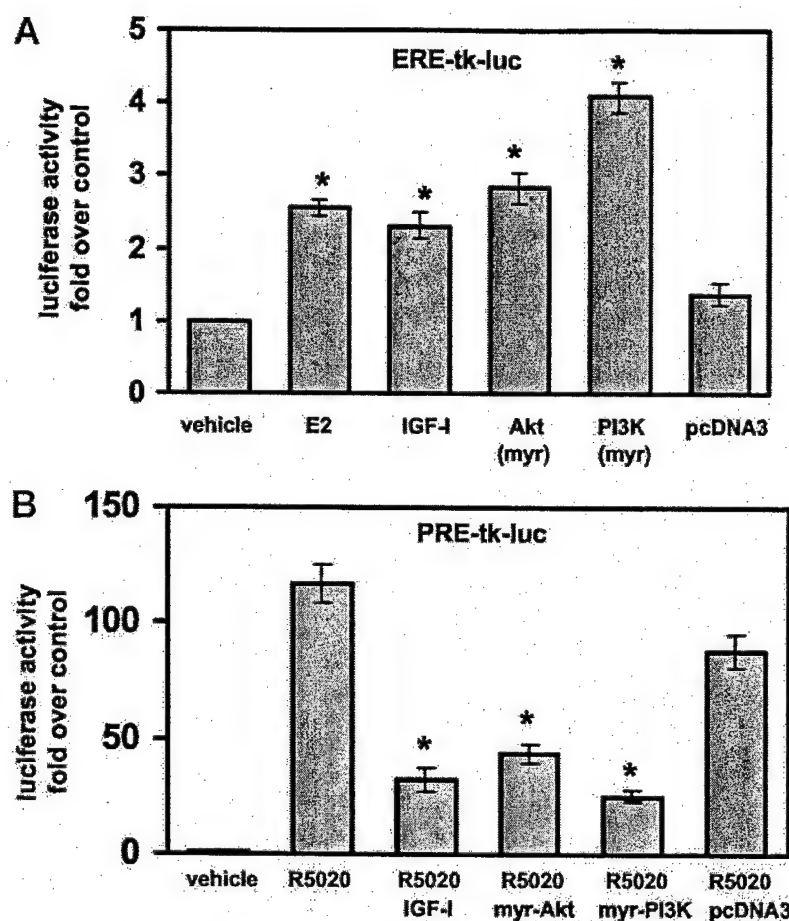 A
ERE-tk-luc
luciferase activity
fold over control
5
4
3
2
1
0
* * * *
vehicle E2 IGF-I Akt PI3K pcDNA3
(myr) (myr)
B
PRE-tk-luc
luciferase activity
fold over control
150
100
50
0
* * *
vehicle R5020 R5020 R5020 R5020 R5020
IGF-I myr-Akt myr-PI3K pcDNA3